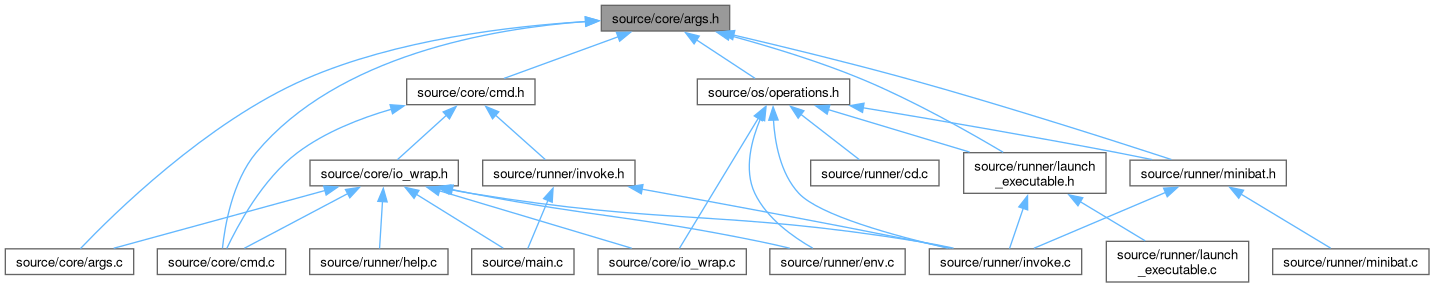 source/core/args.h
source/core/cmd.h
source/os/operations.h
source/core/io_wrap.h
source/runner/invoke.h
source/runner/cd.c
source/runner/launch
_executable.h
source/runner/minibat.h
source/core/args.c
source/core/cmd.c
source/runner/help.c
source/main.c
source/core/io_wrap.c
source/runner/env.c
source/runner/invoke.c
source/runner/launch
_executable.c
source/runner/minibat.c